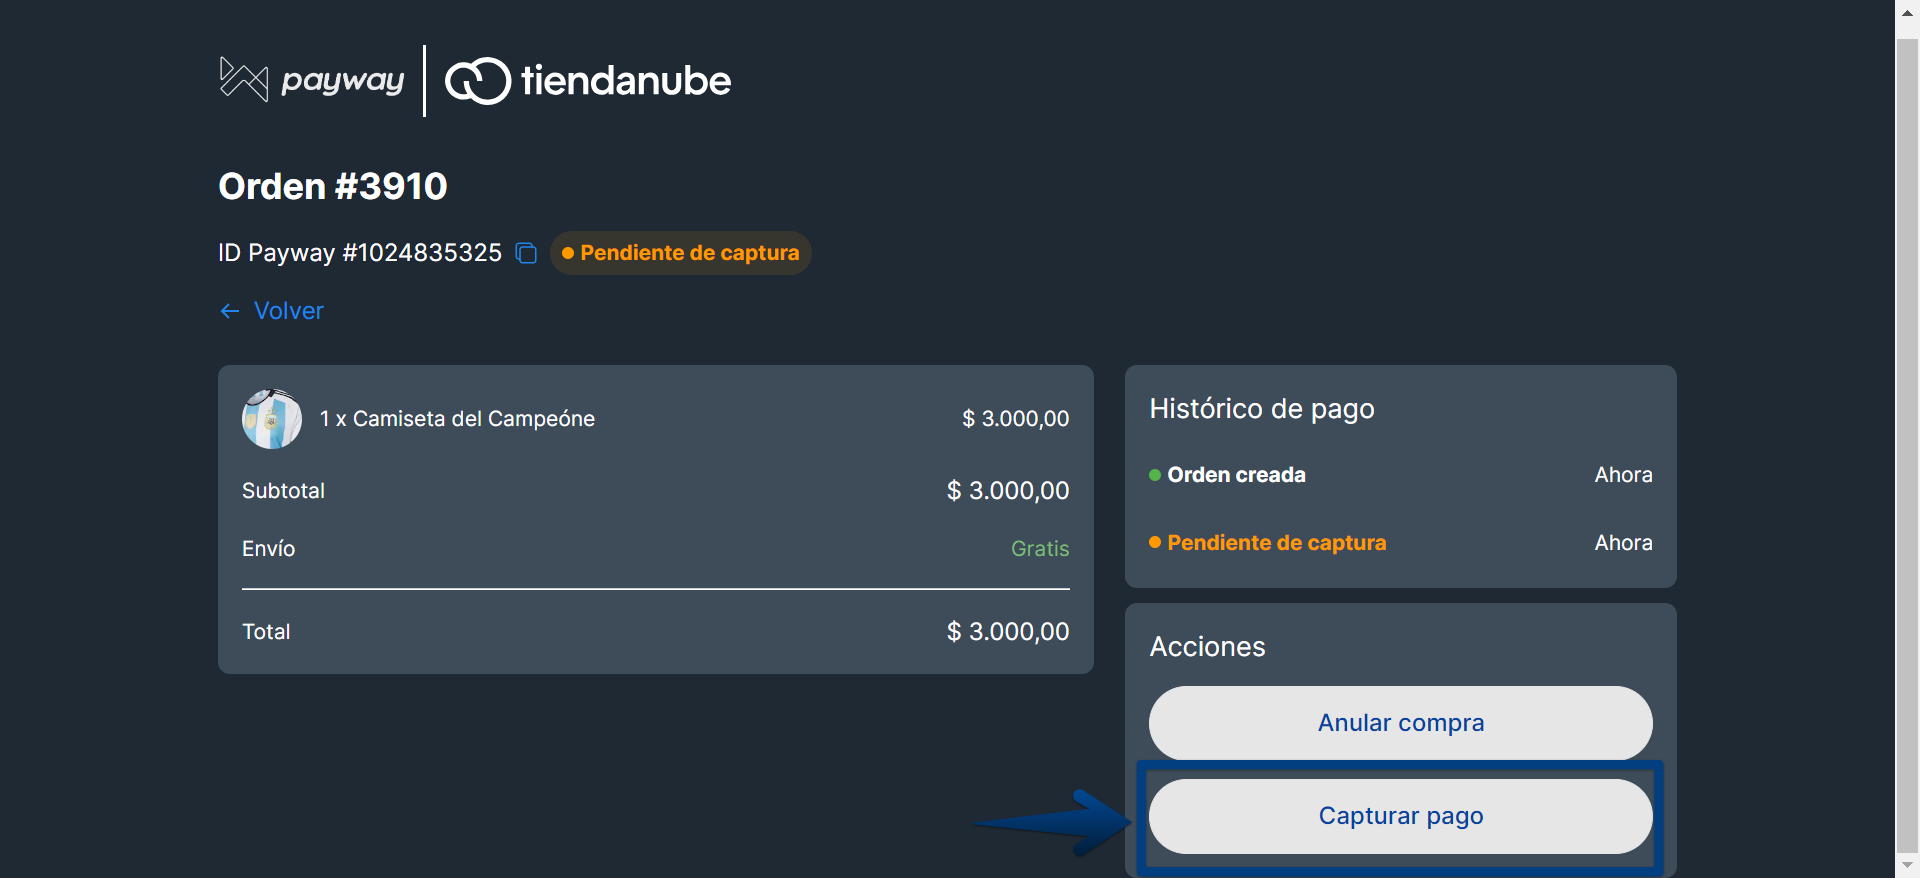 payway tiendanube
Orden #3910
ID Payway #1024835325 Pendiente de captura
← Volver
1 x Camiseta del Campeóne $ 3.000,00
Subtotal $ 3.000,00
Envío Gratis
Total $ 3.000,00
Histórico de pago
Orden creada Ahora
Pendiente de captura Ahora
Acciones
Anular compra
Capturar pago